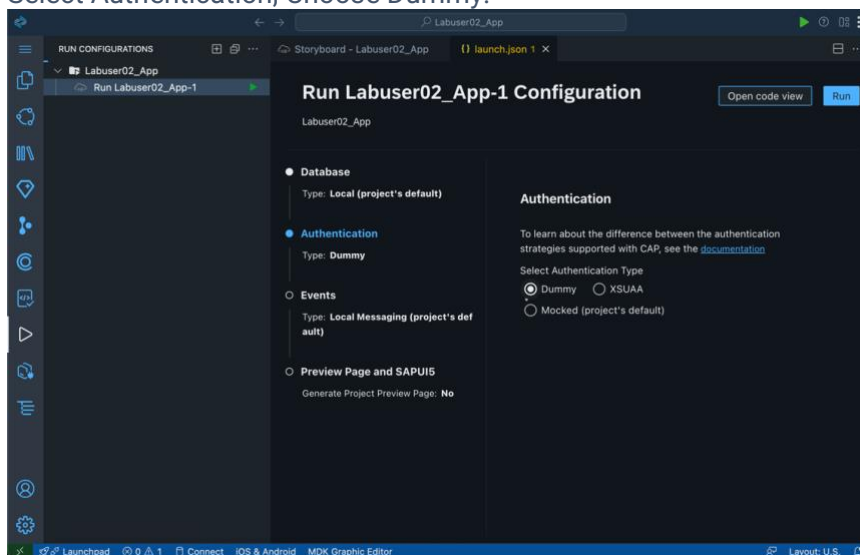 Select Authentication, Choose Dummy.
Labuser02_App
RUN CONFIGURATIONS
Storyboard - Labuser02_App
launch.json 1
Labuser02_App
Run Labuser02_App-1
Run Labuser02_App-1 Configuration
Open code view
Run
Labuser02_App
Database
Type: Local (project's default)
Authentication
Type: Dummy
Events
Type: Local Messaging (project's def
ault)
Preview Page and SAPUI5
Generate Project Preview Page: No
Authentication
To learn about the difference between the authentication
strategies supported with CAP, see the documentation
Select Authentication Type
Dummy XSUAA
Mocked (project's default)
Launchpad 0 1 Connect iOS & Android MDK Graphic Editor Layout: U.S.